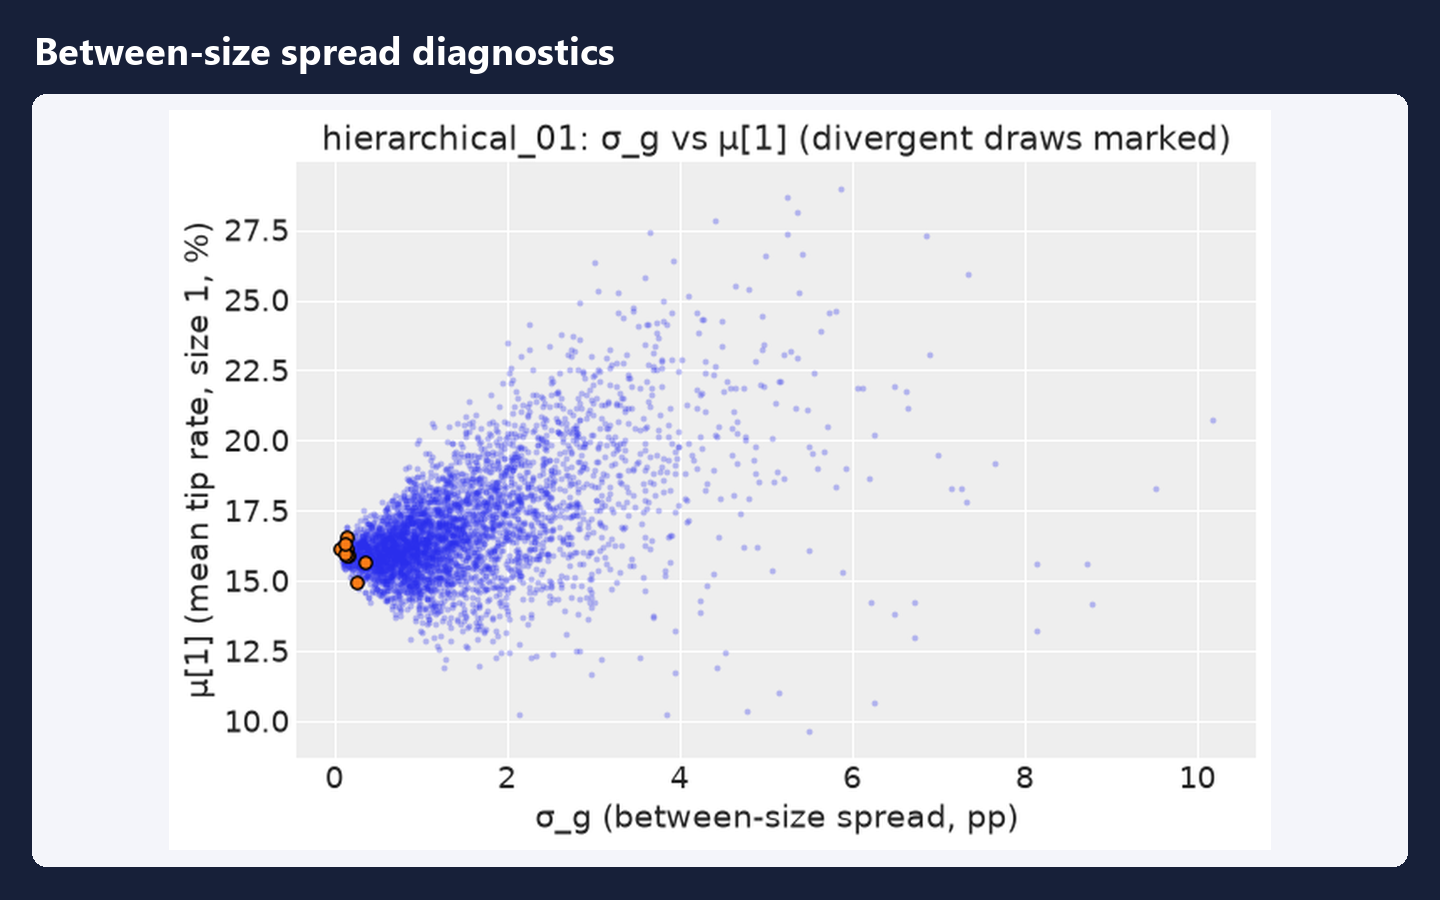 Between-size spread diagnostics
hierarchical_01: σ_g vs μ[1] (divergent draws marked)
μ[1] (mean tip rate, size 1, %)
27.5
25.0
22.5
20.0
17.5
15.0
12.5
10.0
0 2 4 6 8 10
σ_g (between-size spread, pp)